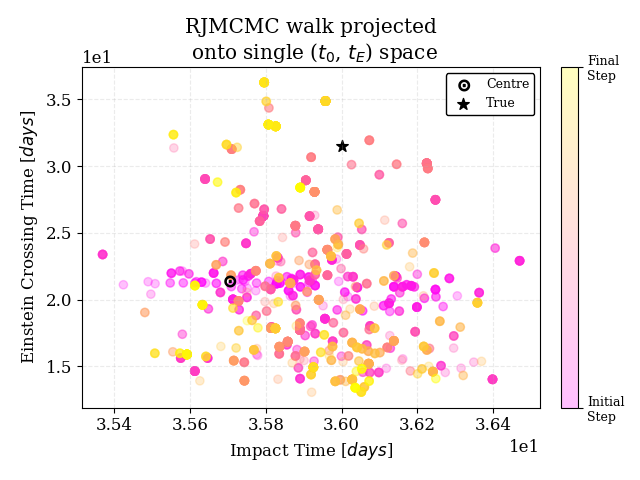 RJMCMC walk projected
onto single (t₀, t_E) space
1e1
3.5
3.0
2.5
2.0
1.5
Einstein Crossing Time [days]
3.54
3.56
3.58
3.60
3.62
3.64
1e1
Impact Time [days]
Centre
True
Final
Step
Initial
Step